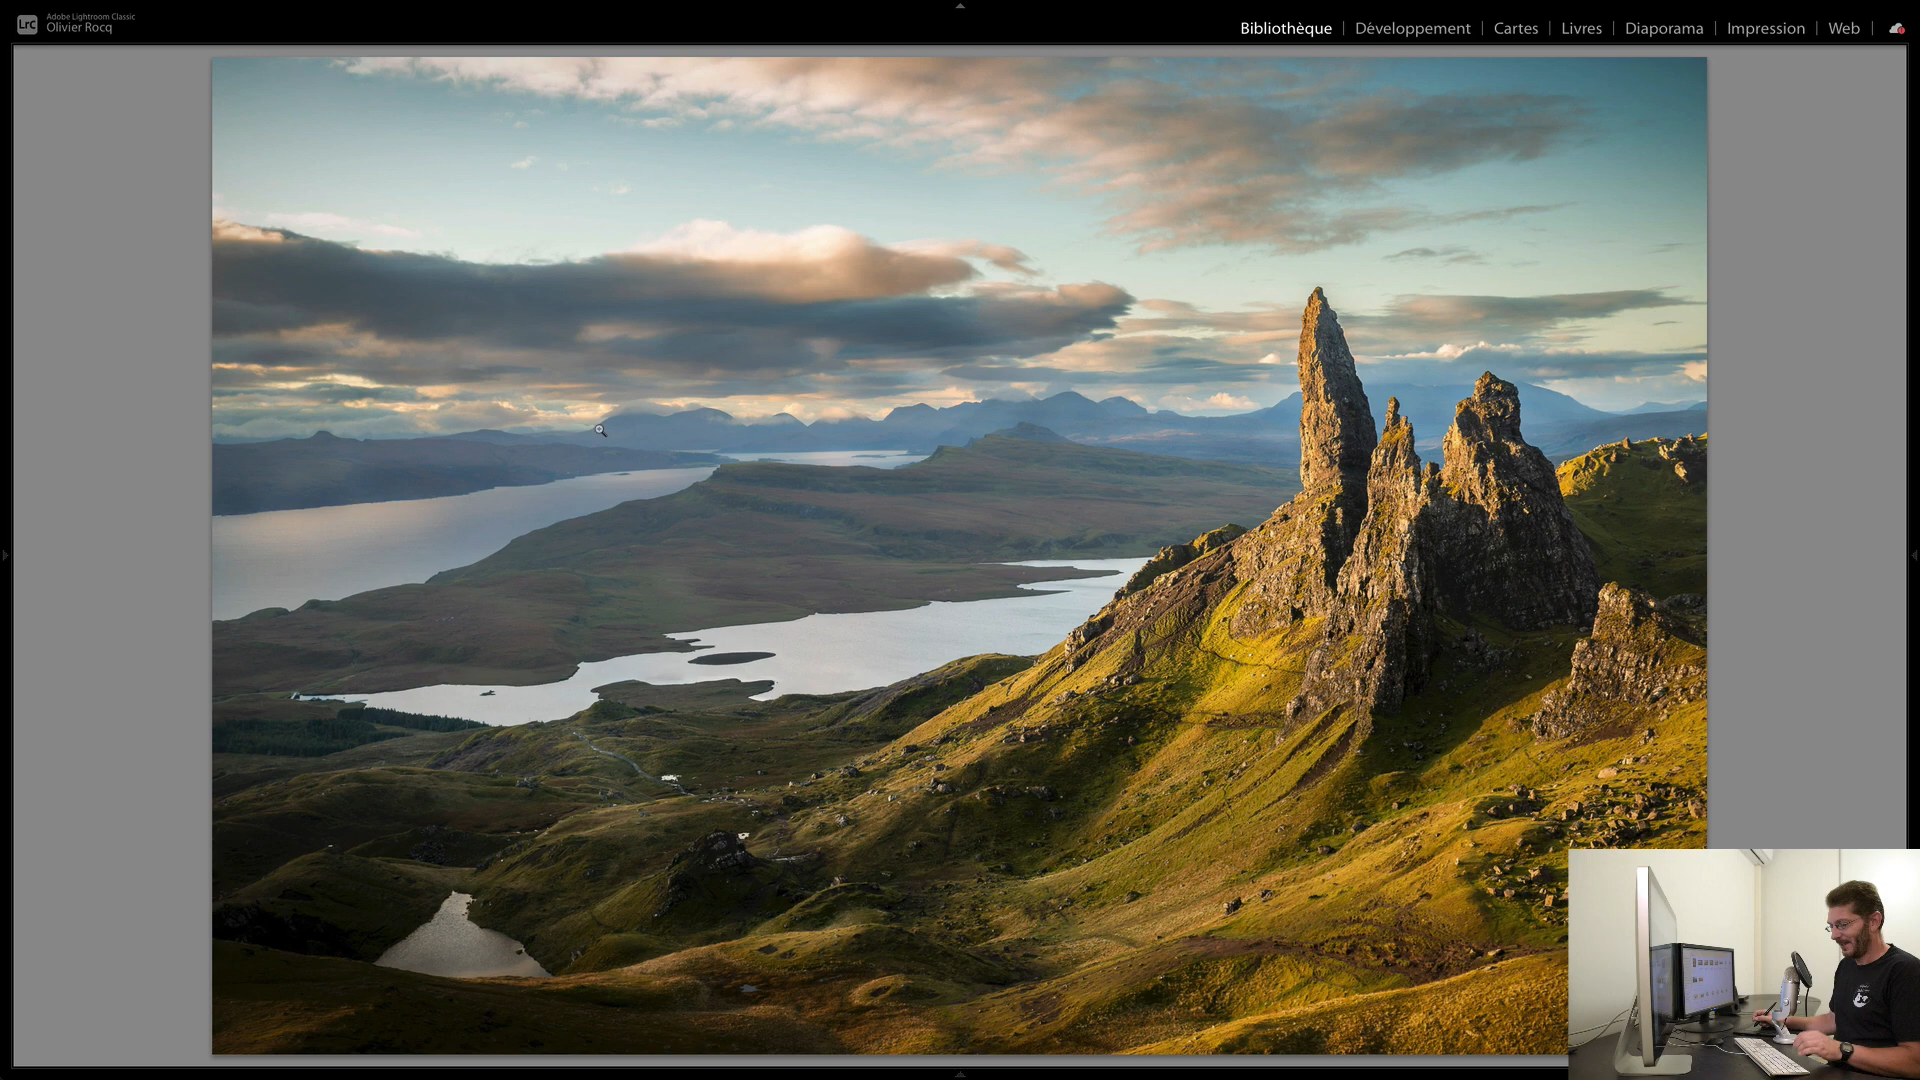 Lrc
Adobe Lightroom Classic
Olivier Rocq
Bibliothèque | Développement | Cartes | Livres | Diaporama | Impression | Web |